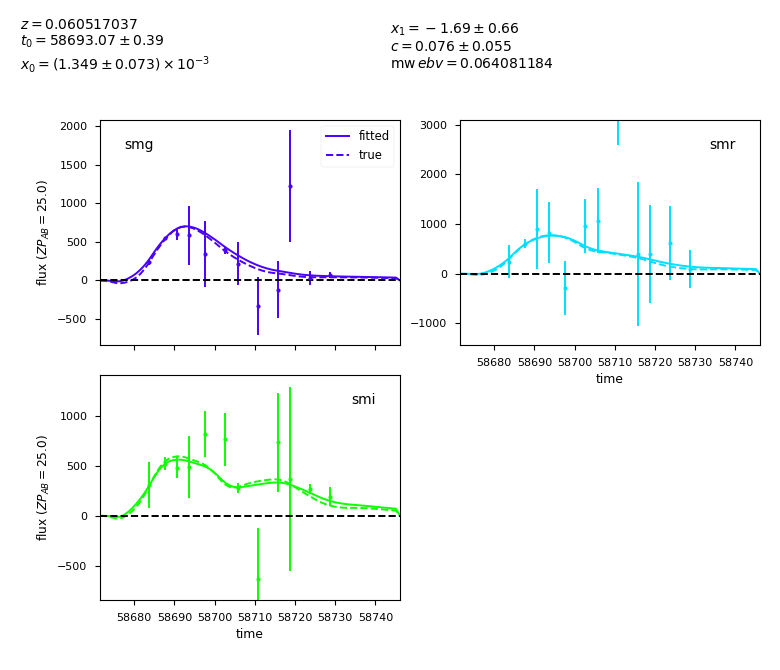 z = 0.060517037
t₀ = 58693.07 ± 0.39
x₀ = (1.349 ± 0.073) × 10⁻³
x₁ = −1.69 ± 0.66
c = 0.076 ± 0.055
mw ebv = 0.064081184
smg
fitted
true
2000
1500
1000
500
0
−500
flux (ZP_AB = 25.0)
smr
3000
2000
1000
0
−1000
58680 58690 58700 58710 58720 58730 58740
time
smi
1000
500
0
−500
flux (ZP_AB = 25.0)
58680 58690 58700 58710 58720 58730 58740
time